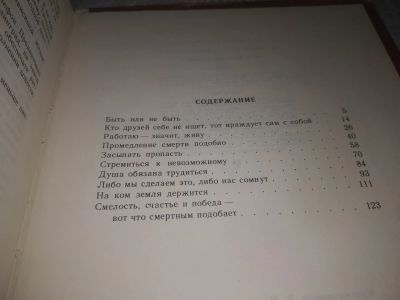 СОДЕРЖАНИЕ
Быть или не быть . . . . . . . . . . . . 5
Кто друзей себе не ищет, тот враждует сам с собой . 14
Работаю — значит, живу . . . . . . . . . . 26
Промедление смерти подобно . . . . . . . . 40
Засыпать пропасть . . . . . . . . . . . . 58
Стремиться к невозможному . . . . . . . . 70
Душа обязана трудиться . . . . . . . . . . 84
Либо мы сделаем это, либо нас сомнут . . . . 93
На ком земля держится . . . . . . . . . . 111
Смелость, счастье и победа —
вот что смертным подобает . . . . . . . . 123